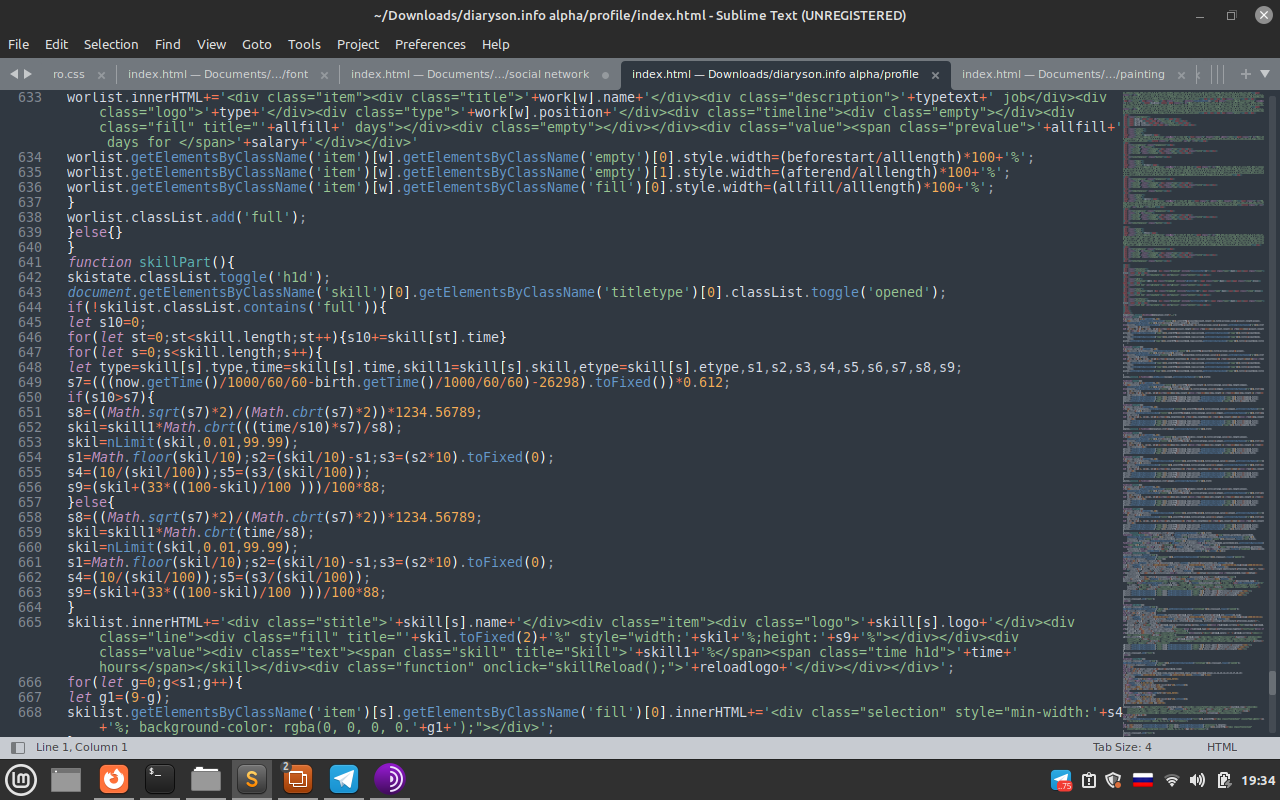 ~/Downloads/diaryson.info alpha/profile/index.html - Sublime Text (UNREGISTERED)
File Edit Selection Find View Goto Tools Project Preferences Help
ro.css index.html — Documents/.../font index.html — Documents/.../social network index.html — Downloads/diaryson.info alpha/profile index.html — Documents/.../painting
633 worlist.innerHTML+='<div class="item"><div class="title">'+work[w].name+'</div><div class="description">'+typetext+' job</div><div
class="logo">'+type+'</div><div class="type">'+work[w].position+'</div><div class="timeline"><div class="empty"></div><div
class="fill" title="'+allfill+' days"></div><div class="empty"></div></div><div class="value"><span class="prevalue">'+allfill+'
days for </span>'+salary+'</div></div>'
634 worlist.getElementsByClassName('item')[w].getElementsByClassName('empty')[0].style.width=(beforestart/alllength)*100+'%';
635 worlist.getElementsByClassName('item')[w].getElementsByClassName('empty')[1].style.width=(afterend/alllength)*100+'%';
636 worlist.getElementsByClassName('item')[w].getElementsByClassName('fill')[0].style.width=(allfill/alllength)*100+'%';
637 }
638 worlist.classList.add('full');
639 }else{}
640 }
641 function skillPart(){
642 skistate.classList.toggle('h1d');
643 document.getElementsByClassName('skill')[0].getElementsByClassName('titletype')[0].classList.toggle('opened');
644 if(!skilist.classList.contains('full')){
645 let s10=0;
646 for(let st=0;st<skill.length;st++){s10+=skill[st].time}
647 for(let s=0;s<skill.length;s++){
648 let type=skill[s].type,time=skill[s].time,skill1=skill[s].skill,etype=skill[s].etype,s1,s2,s3,s4,s5,s6,s7,s8,s9;
649 s7=(((now.getTime()/1000/60/60-birth.getTime()/1000/60/60)-26298).toFixed())*0.612;
650 if(s10>s7){
651 s8=((Math.sqrt(s7)*2)/(Math.cbrt(s7)*2))*1234.56789;
652 skil=skill1*Math.cbrt(((time/s10)*s7)/s8);
653 skil=nLimit(skil,0.01,99.99);
654 s1=Math.floor(skil/10);s2=(skil/10)-s1;s3=(s2*10).toFixed(0);
655 s4=(10/(skil/100));s5=(s3/(skil/100));
656 s9=(skil+(33*((100-skil)/100 )))/100*88;
657 }else{
658 s8=((Math.sqrt(s7)*2)/(Math.cbrt(s7)*2))*1234.56789;
659 skil=skill1*Math.cbrt(time/s8);
660 skil=nLimit(skil,0.01,99.99);
661 s1=Math.floor(skil/10);s2=(skil/10)-s1;s3=(s2*10).toFixed(0);
662 s4=(10/(skil/100));s5=(s3/(skil/100));
663 s9=(skil+(33*((100-skil)/100 )))/100*88;
664 }
665 skilist.innerHTML+='<div class="stitle">'+skill[s].name+'</div><div class="item"><div class="logo">'+skill[s].logo+'</div><div
class="line"><div class="fill" title="'+skil.toFixed(2)+'%" style="width:'+skil+'%;height:'+s9+'%"></div></div><div
class="value"><div class="text"><span class="skill" title="Skill">'+skill1+'%</span><span class="time h1d">'+time+'
hours</span></skill></div><div class="function" onclick="skillReload();">'+reloadlogo+'</div></div></div>';
666 for(let g=0;g<s1;g++){
667 let g1=(9-g);
668 skilist.getElementsByClassName('item')[s].getElementsByClassName('fill')[0].innerHTML+='<div class="selection" style="min-width:'+s4
+'%; background-color: rgba(0, 0, 0, 0.'+g1+');"></div>';
Line 1, Column 1 Tab Size: 4 HTML
2 ..75 19:34